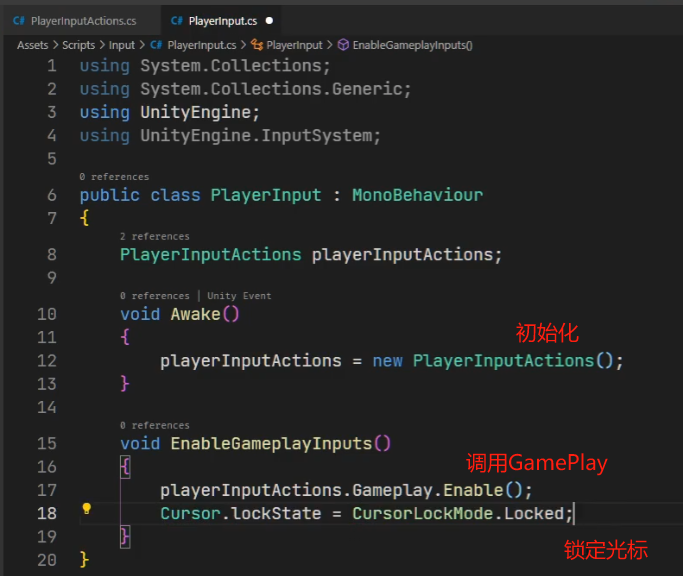 PlayerInputActions.cs
PlayerInput.cs
Assets > Scripts > Input > PlayerInput.cs > PlayerInput > EnableGameplayInputs()
1 using System.Collections;
2 using System.Collections.Generic;
3 using UnityEngine;
4 using UnityEngine.InputSystem;
5
0 references
6 public class PlayerInput : MonoBehaviour
7 {
2 references
8 PlayerInputActions playerInputActions;
9
0 references | Unity Event
10 void Awake()
11 {
初始化
12 playerInputActions = new PlayerInputActions();
13 }
14
0 references
15 void EnableGameplayInputs()
16 {
调用GamePlay
17 playerInputActions.Gameplay.Enable();
18 Cursor.lockState = CursorLockMode.Locked;
19 }
锁定光标
20 }